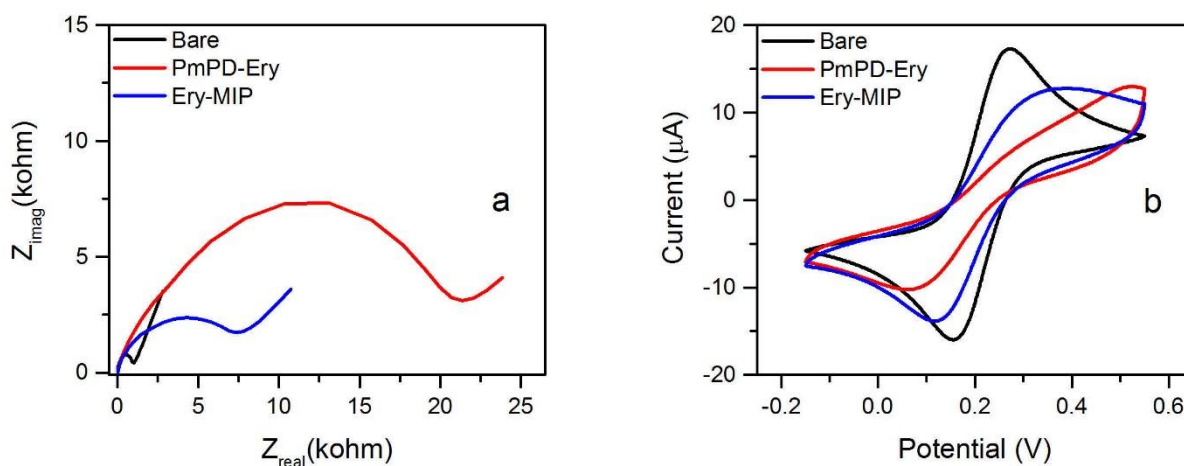 15
10
5
0
Z_imag(kohm)
Bare
PmPD-Ery
Ery-MIP
a
0 5 10 15 20 25
Z_real(kohm)
20
10
0
-10
-20
Current (μA)
Bare
PmPD-Ery
Ery-MIP
b
-0.2 0.0 0.2 0.4 0.6
Potential (V)